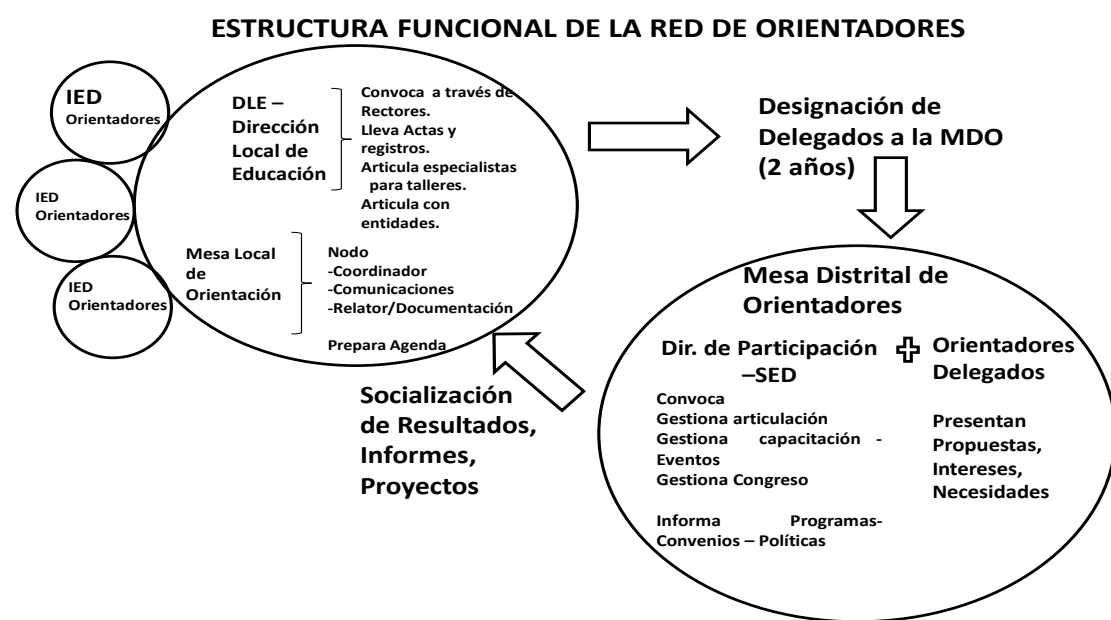 ESTRUCTURA FUNCIONAL DE LA RED DE ORIENTADORES
IED
Orientadores
IED
Orientadores
IED
Orientadores
DLE –
Dirección
Local de
Educación
Convoca a través de
Rectores.
Lleva Actas y
registros.
Articula especialistas
para talleres.
Articula con
entidades.
Mesa Local
de
Orientación
Nodo
-Coordinador
-Comunicaciones
-Relator/Documentación
Prepara Agenda
Designación de
Delegados a la MDO
(2 años)
Mesa Distrital de
Orientadores
Dir. de Participación
–SED
Convoca
Gestiona articulación
Gestiona capacitación -
Eventos
Gestiona Congreso
Informa Programas-
Convenios – Políticas
Orientadores
Delegados
Presentan
Propuestas,
Intereses,
Necesidades
Socialización
de Resultados,
Informes,
Proyectos